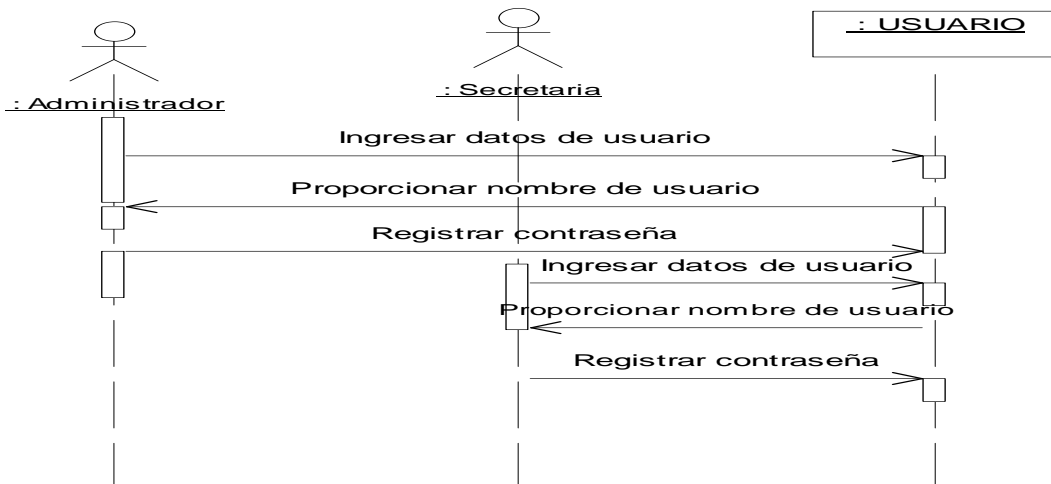 : USUARIO
: Secretaria
: Administrador
Ingresar datos de usuario
Proporcionar nombre de usuario
Registrar contraseña
Ingresar datos de usuario
Proporcionar nombre de usuario
Registrar contraseña